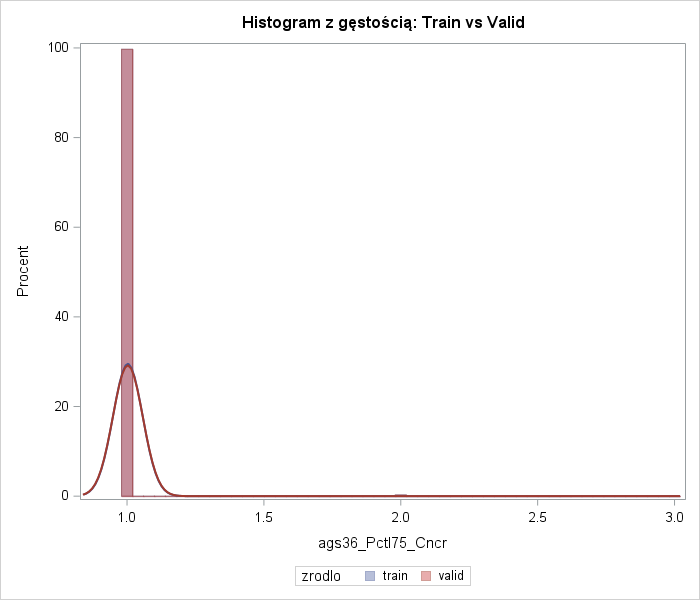 Histogram z gęstością: Train vs Valid
100
80
60
40
20
0
Procent
1.0 1.5 2.0 2.5 3.0
ags36_Pctl75_Cncr
zrodlo train valid